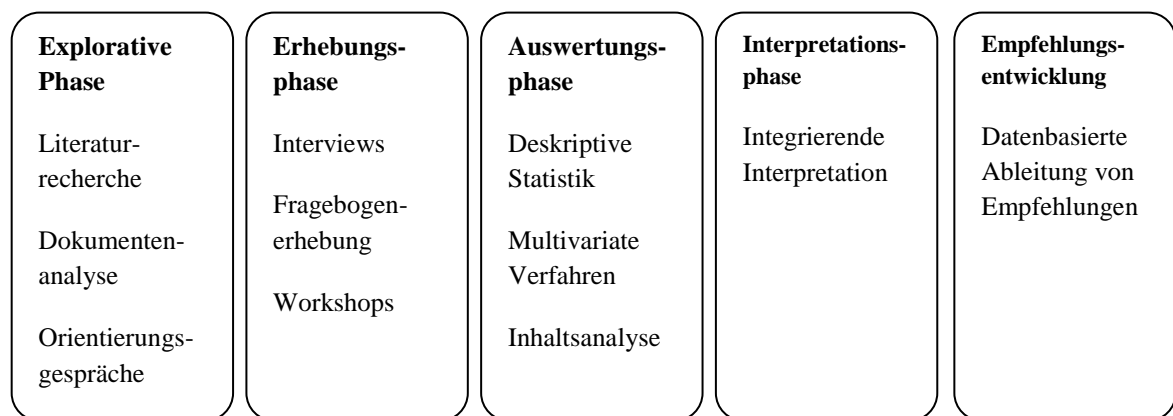 Explorative
Phase
Literatur-
recherche
Dokumenten-
analyse
Orientierungs-
gespräche
Erhebungs-
phase
Interviews
Fragebogen-
erhebung
Workshops
Auswertungs-
phase
Deskriptive
Statistik
Multivariate
Verfahren
Inhaltsanalyse
Interpretations-
phase
Integrierende
Interpretation
Empfehlungs-
entwicklung
Datenbasierte
Ableitung von
Empfehlungen